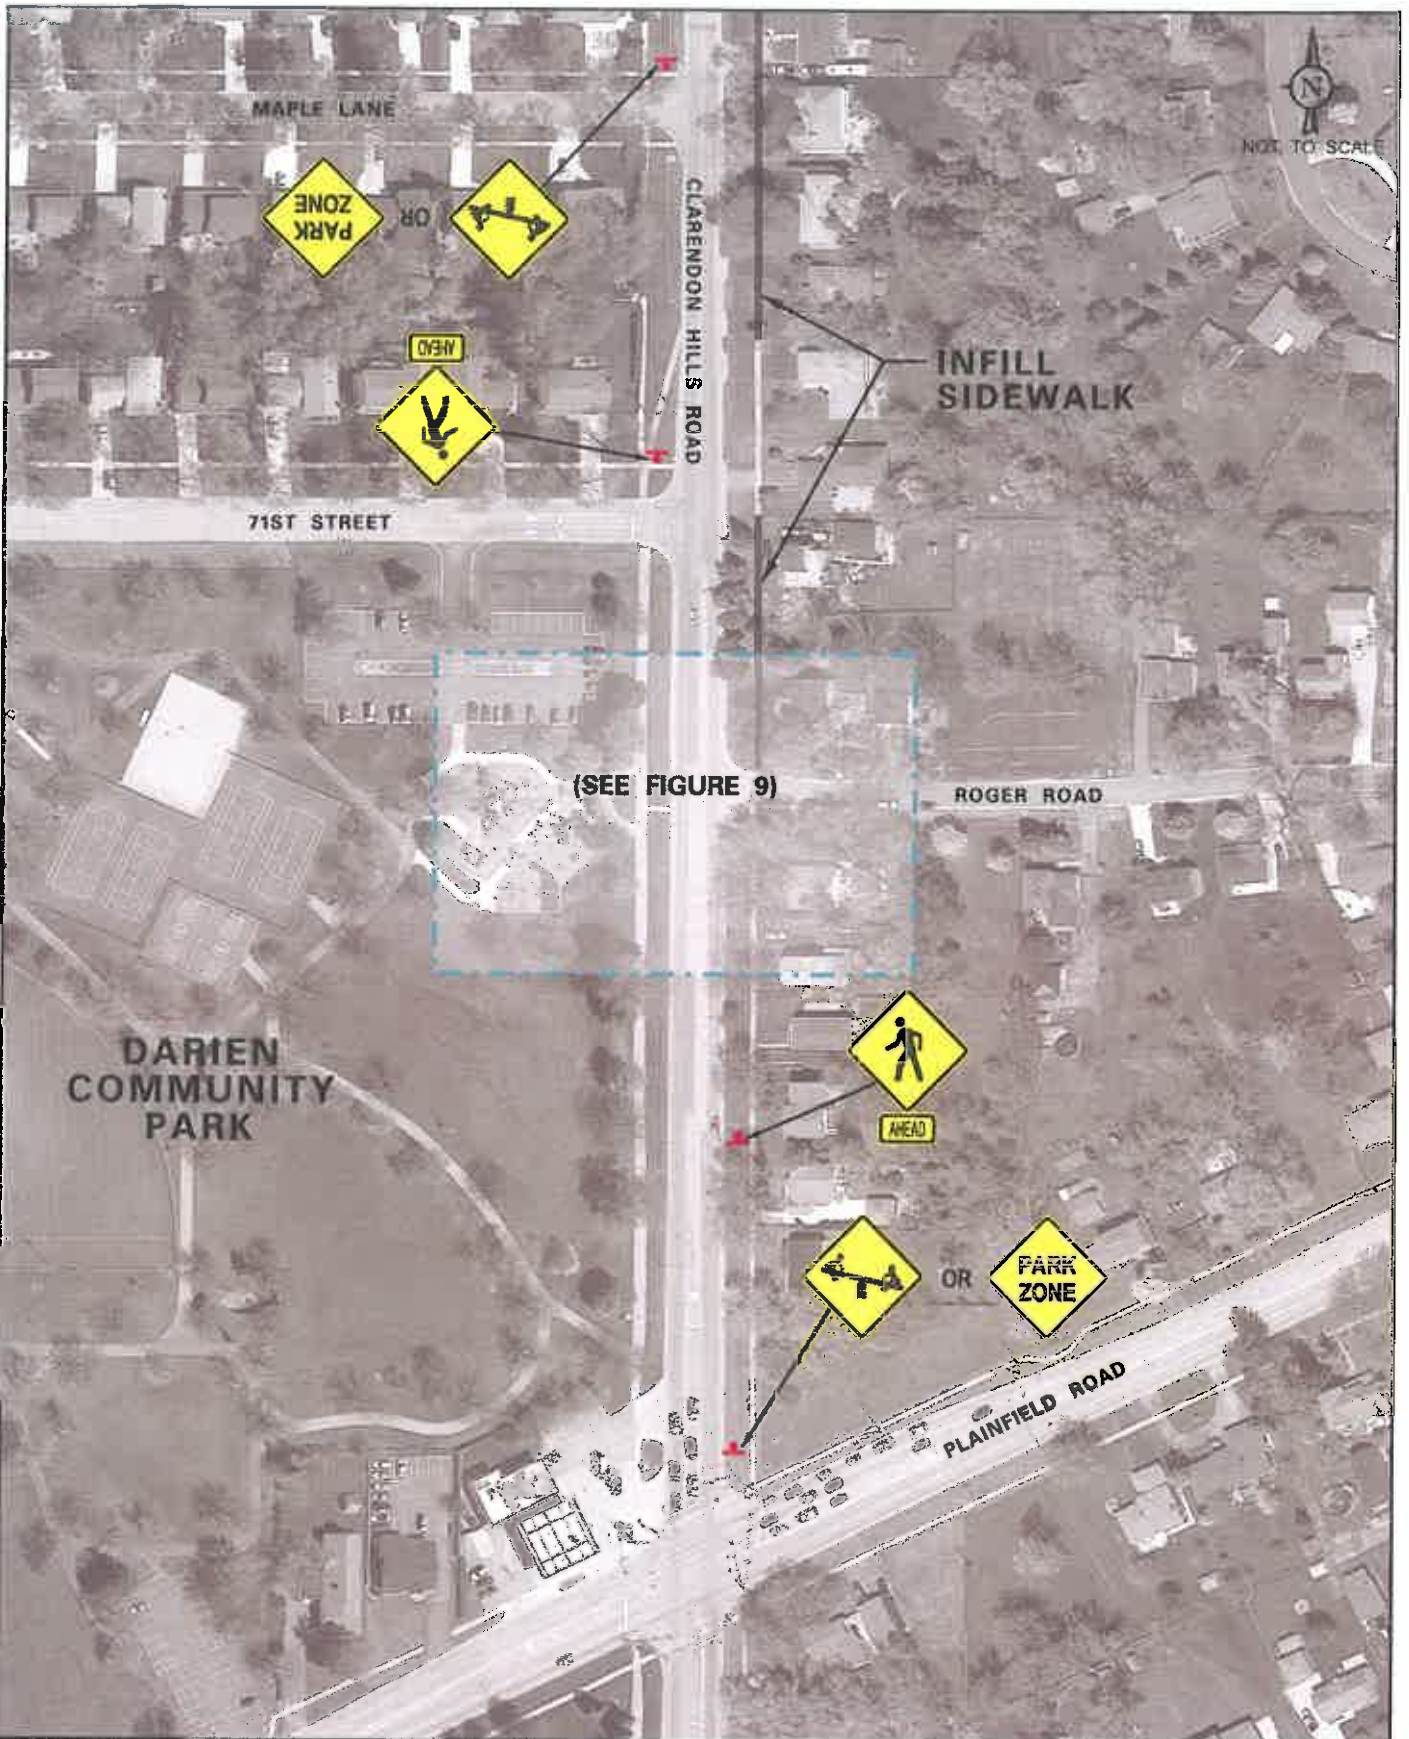 N
NOT TO SCALE
MAPLE LANE
PARK
ZONE
OR
CLARENDON HILLS ROAD
AHEAD
INFILL
SIDEWALK
71ST STREET
(SEE FIGURE 9)
ROGER ROAD
DARIEN
COMMUNITY
PARK
AHEAD
OR
PARK
ZONE
PLAINFIELD ROAD